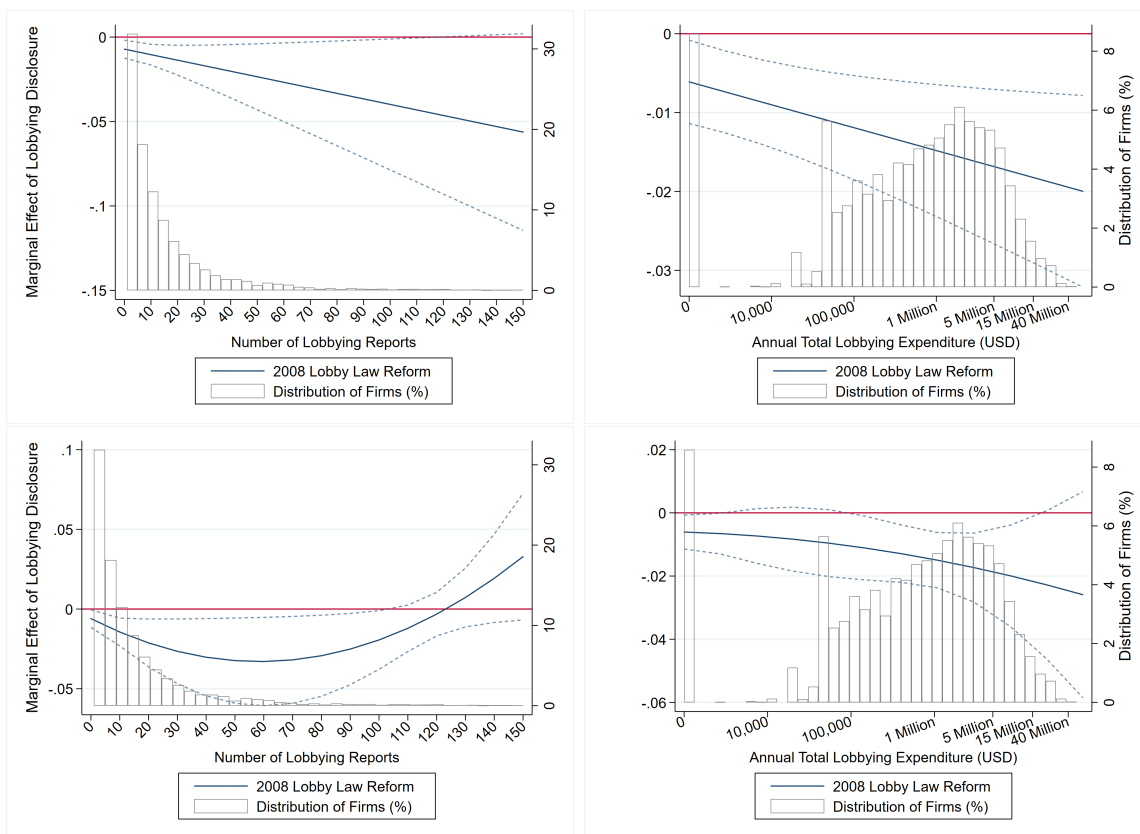 Marginal Effect of Lobbying Disclosure
0
-.05
-.1
-.15
30
20
10
0
0 10 20 30 40 50 60 70 80 90 100 110 120 130 140 150
Number of Lobbying Reports
2008 Lobby Law Reform
Distribution of Firms (%)
0
-.01
-.02
-.03
8
6
4
2
0
Distribution of Firms (%)
0 10,000 100,000 1 Million 5 Million 15 Million 40 Million
Annual Total Lobbying Expenditure (USD)
2008 Lobby Law Reform
Distribution of Firms (%)
Marginal Effect of Lobbying Disclosure
.1
.05
0
-.05
30
20
10
0
0 10 20 30 40 50 60 70 80 90 100 110 120 130 140 150
Number of Lobbying Reports
2008 Lobby Law Reform
Distribution of Firms (%)
.02
0
-.02
-.04
-.06
8
6
4
2
0
Distribution of Firms (%)
0 10,000 100,000 1 Million 5 Million 15 Million 40 Million
Annual Total Lobbying Expenditure (USD)
2008 Lobby Law Reform
Distribution of Firms (%)